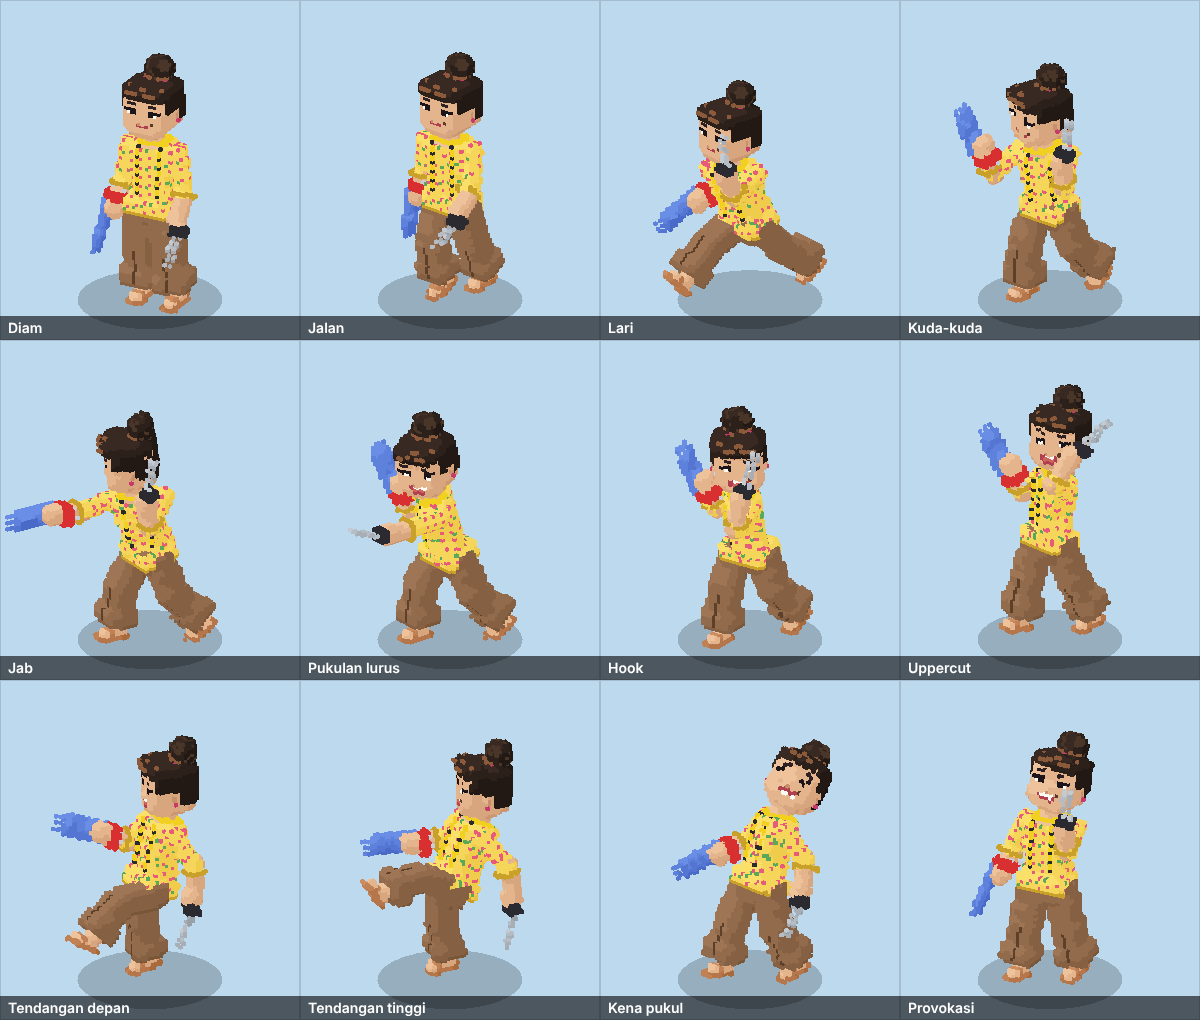 Diam
Jalan
Lari
Kuda-kuda
Jab
Pukulan lurus
Hook
Uppercut
Tendangan depan
Tendangan tinggi
Kena pukul
Provokasi